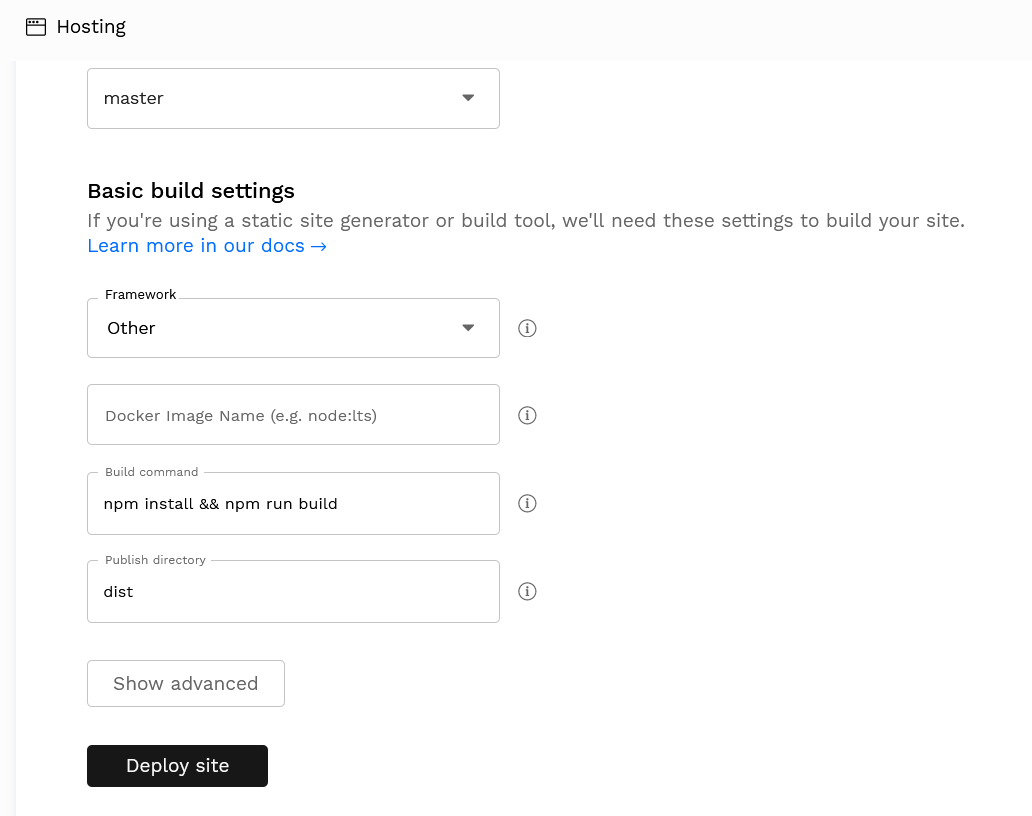 Hosting
master
Basic build settings
If you're using a static site generator or build tool, we'll need these settings to build your site.
Learn more in our docs →
Framework
Other
Docker Image Name (e.g. node:lts)
Build command
npm install && npm run build
Publish directory
dist
Show advanced
Deploy site